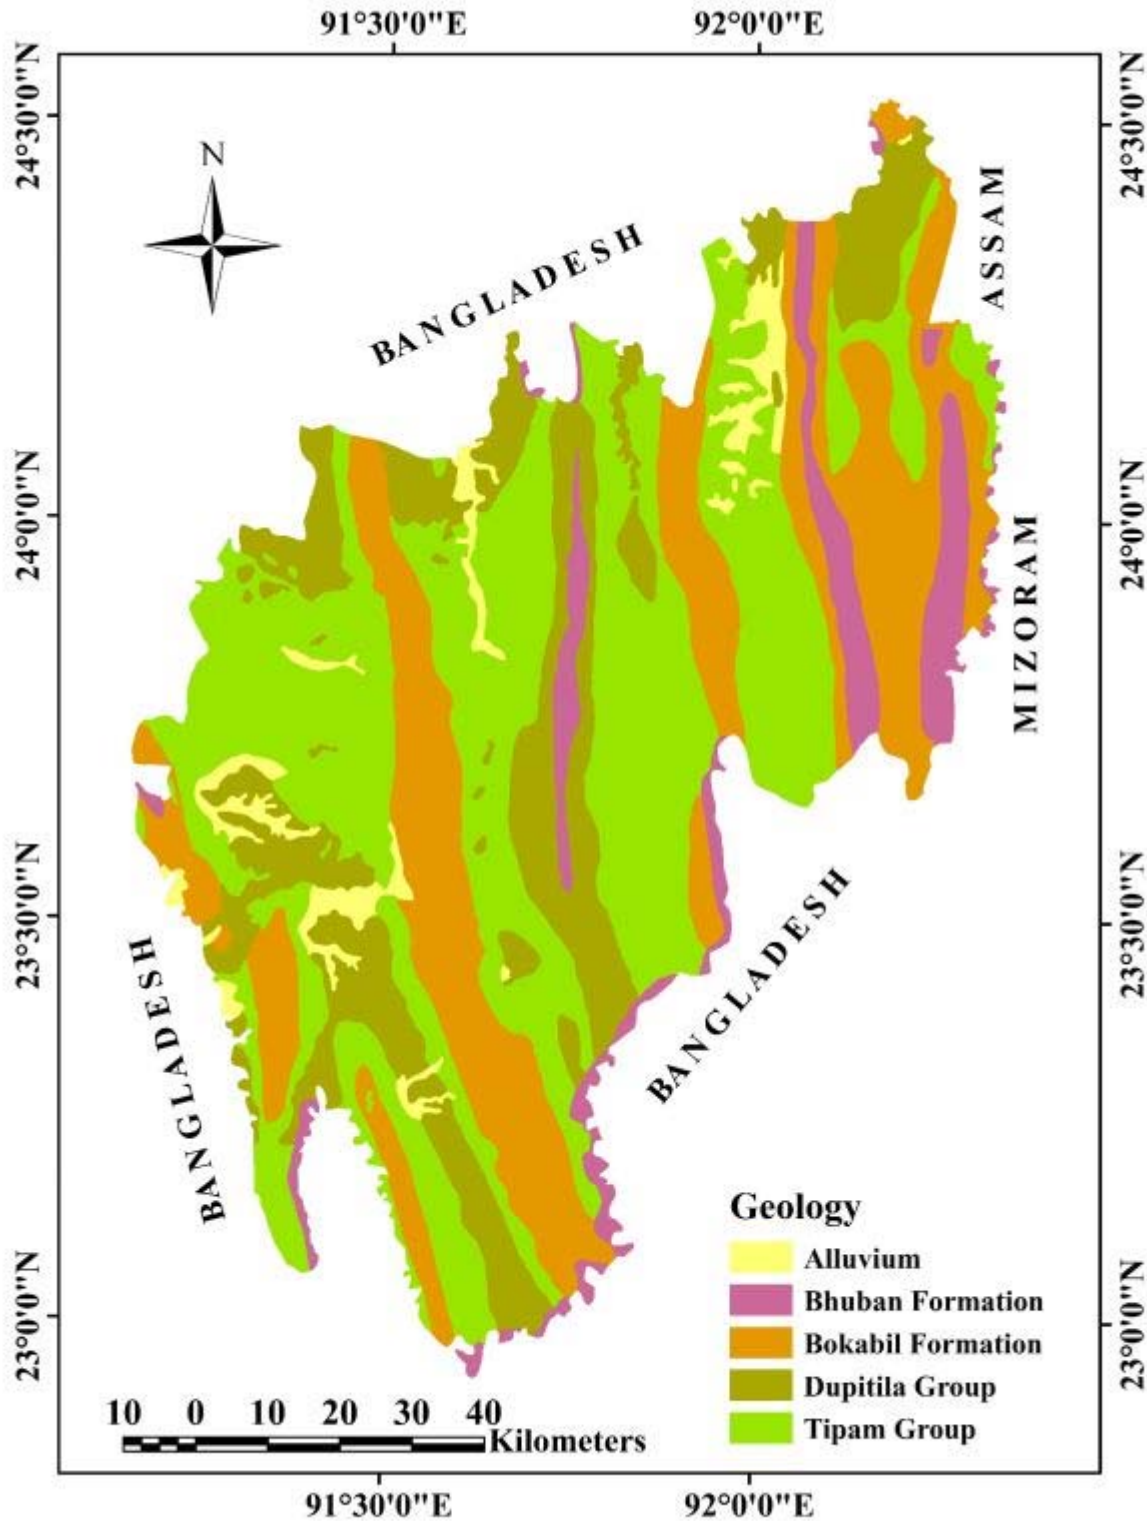 91°30'0"E 92°0'0"E
24°30'0"N 24°30'0"N
N
BANGLADESH
ASSAM
24°0'0"N 24°0'0"N
MIZORAM
23°30'0"N 23°30'0"N
BANGLADESH
BANGLADESH
Geology
Alluvium
Bhuban Formation
Bokabil Formation
Dupitila Group
Tipam Group
23°0'0"N 23°0'0"N
10 0 10 20 30 40
Kilometers
91°30'0"E 92°0'0"E